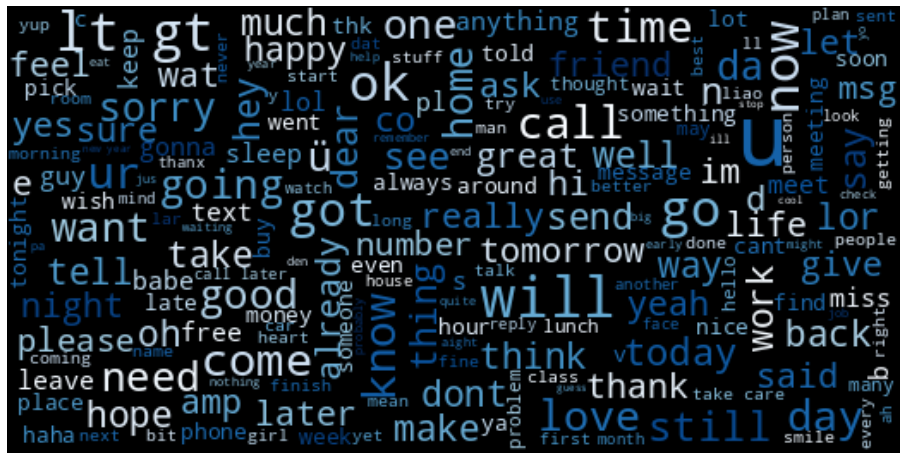 yup
c
lt
gt
much
one
anything
time
lot
da
let
plan
sent
yo
feel
keep
wat
never
happy
thk
dat
help
stuff
told
friend
best
ll
now
soon
pick
eat
room
sorry
hey
year
start
y
lol
ok
pl
home
ask
thought
wait
n
liao
stop
msg
yes
sure
gonna
went
dear
co
try
man
something
call
u
person
meeting
look
say
getting
morning
new year
thanx
sleep
ü
see
remember
end
great
well
may
ill
message
im
e
guy
ur
jus
going
watch
always
around
hi
better
d
meet
cool
check
tonight
wish
mind
want
lar
text
buy
got
long
really
send
big
go
life
lor
pa
waiting
take
already
number
tomorrow
early
done
cant
might
people
tell
babe
call later
den
even
house
s
talk
will
another
way
hello
give
night
late
good
money
car
heart
someone
probably
know
thing
quite
hour
reply
lunch
yeah
face
nice
work
find
job
miss
please
oh
free
come
aight
fine
think
v
today
back
b
right
coming
name
leave
need
nothing
finish
mean
dont
problem
class
guess
thank
take care
said
many
place
hope
amp
later
make
ya
love
still
day
every
ah
haha
next
bit
phone
girl
week
yet
first
month
smile